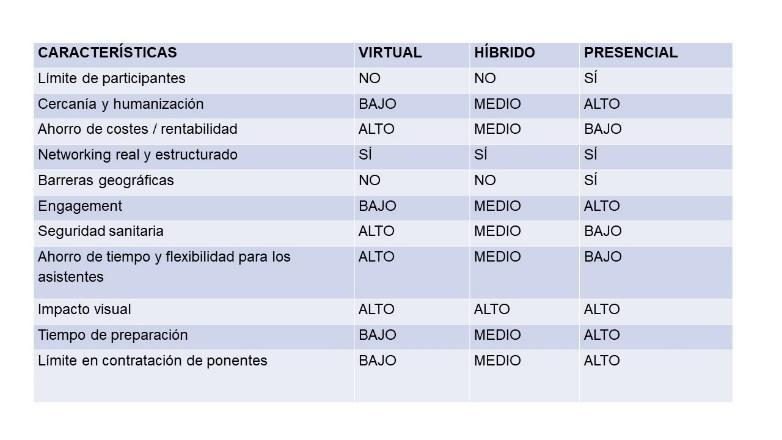 CARACTERÍSTICAS VIRTUAL HÍBRIDO PRESENCIAL
Límite de participantes NO NO SÍ
Cercanía y humanización BAJO MEDIO ALTO
Ahorro de costes / rentabilidad ALTO MEDIO BAJO
Networking real y estructurado SÍ SÍ SÍ
Barreras geográficas NO NO SÍ
Engagement BAJO MEDIO ALTO
Seguridad sanitaria ALTO MEDIO BAJO
Ahorro de tiempo y flexibilidad para los ALTO MEDIO BAJO
asistentes
Impacto visual ALTO ALTO ALTO
Tiempo de preparación BAJO MEDIO ALTO
Límite en contratación de ponentes BAJO MEDIO ALTO